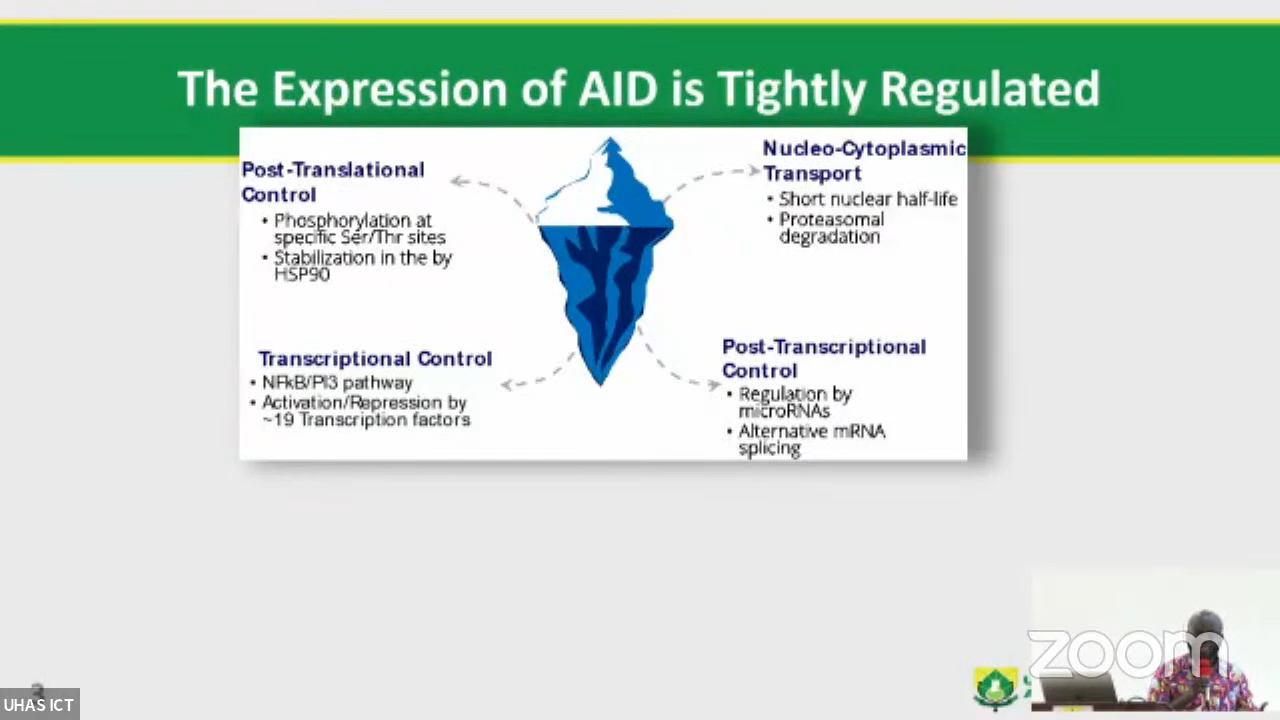 The Expression of AID is Tightly Regulated
Post-Translational
Control
• Phosphorylation at
specific Ser/Thr sites
• Stabilization in the by
HSP90
Nucleo-Cytoplasmic
Transport
• Short nuclear half-life
• Proteasomal
degradation
Transcriptional Control
• NFkB/PI3 pathway
• Activation/Repression by
~19 Transcription factors
Post-Transcriptional
Control
• Regulation by
microRNAs
• Alternative mRNA
splicing
3
UHAS ICT
zoom